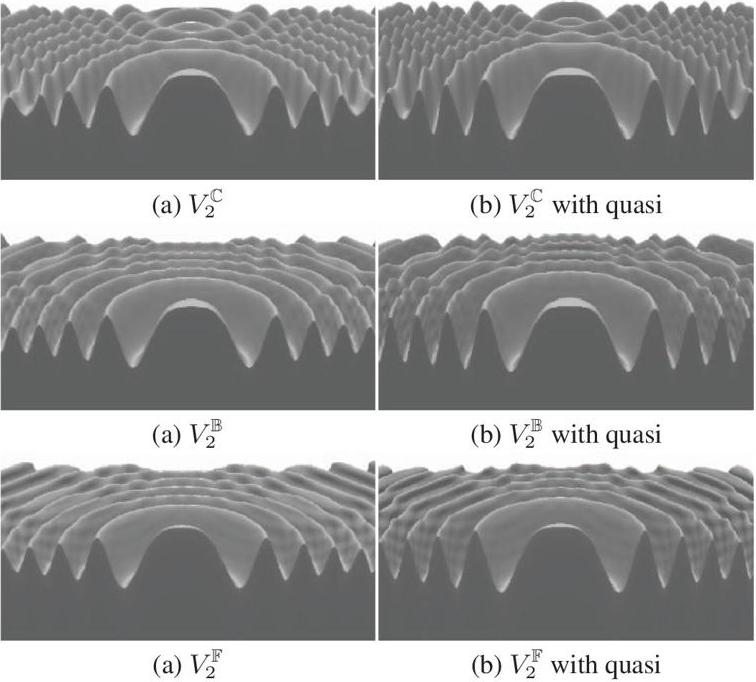 (a) $V_2^{\mathbb{C}}$
(b) $V_2^{\mathbb{C}}$ with quasi
(a) $V_2^{\mathbb{B}}$
(b) $V_2^{\mathbb{B}}$ with quasi
(a) $V_2^{\mathbb{F}}$
(b) $V_2^{\mathbb{F}}$ with quasi